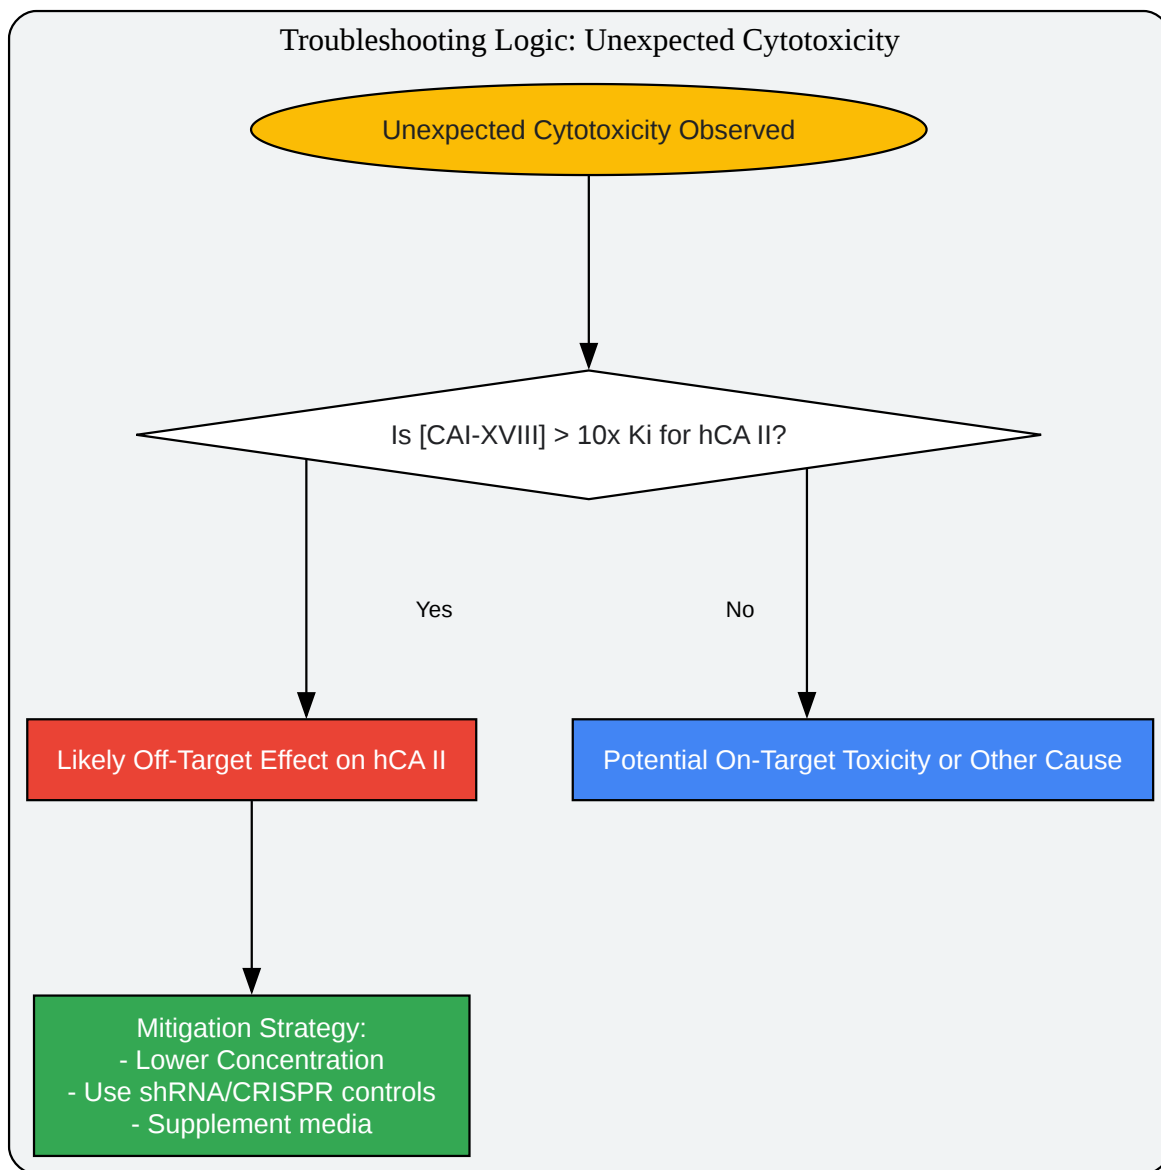 Troubleshooting Logic: Unexpected Cytotoxicity
Unexpected Cytotoxicity Observed
Is [CAI-XVIII] > 10x Ki for hCA II?
Yes
No
Likely Off-Target Effect on hCA II
Potential On-Target Toxicity or Other Cause
Mitigation Strategy:
- Lower Concentration
- Use shRNA/CRISPR controls
- Supplement media